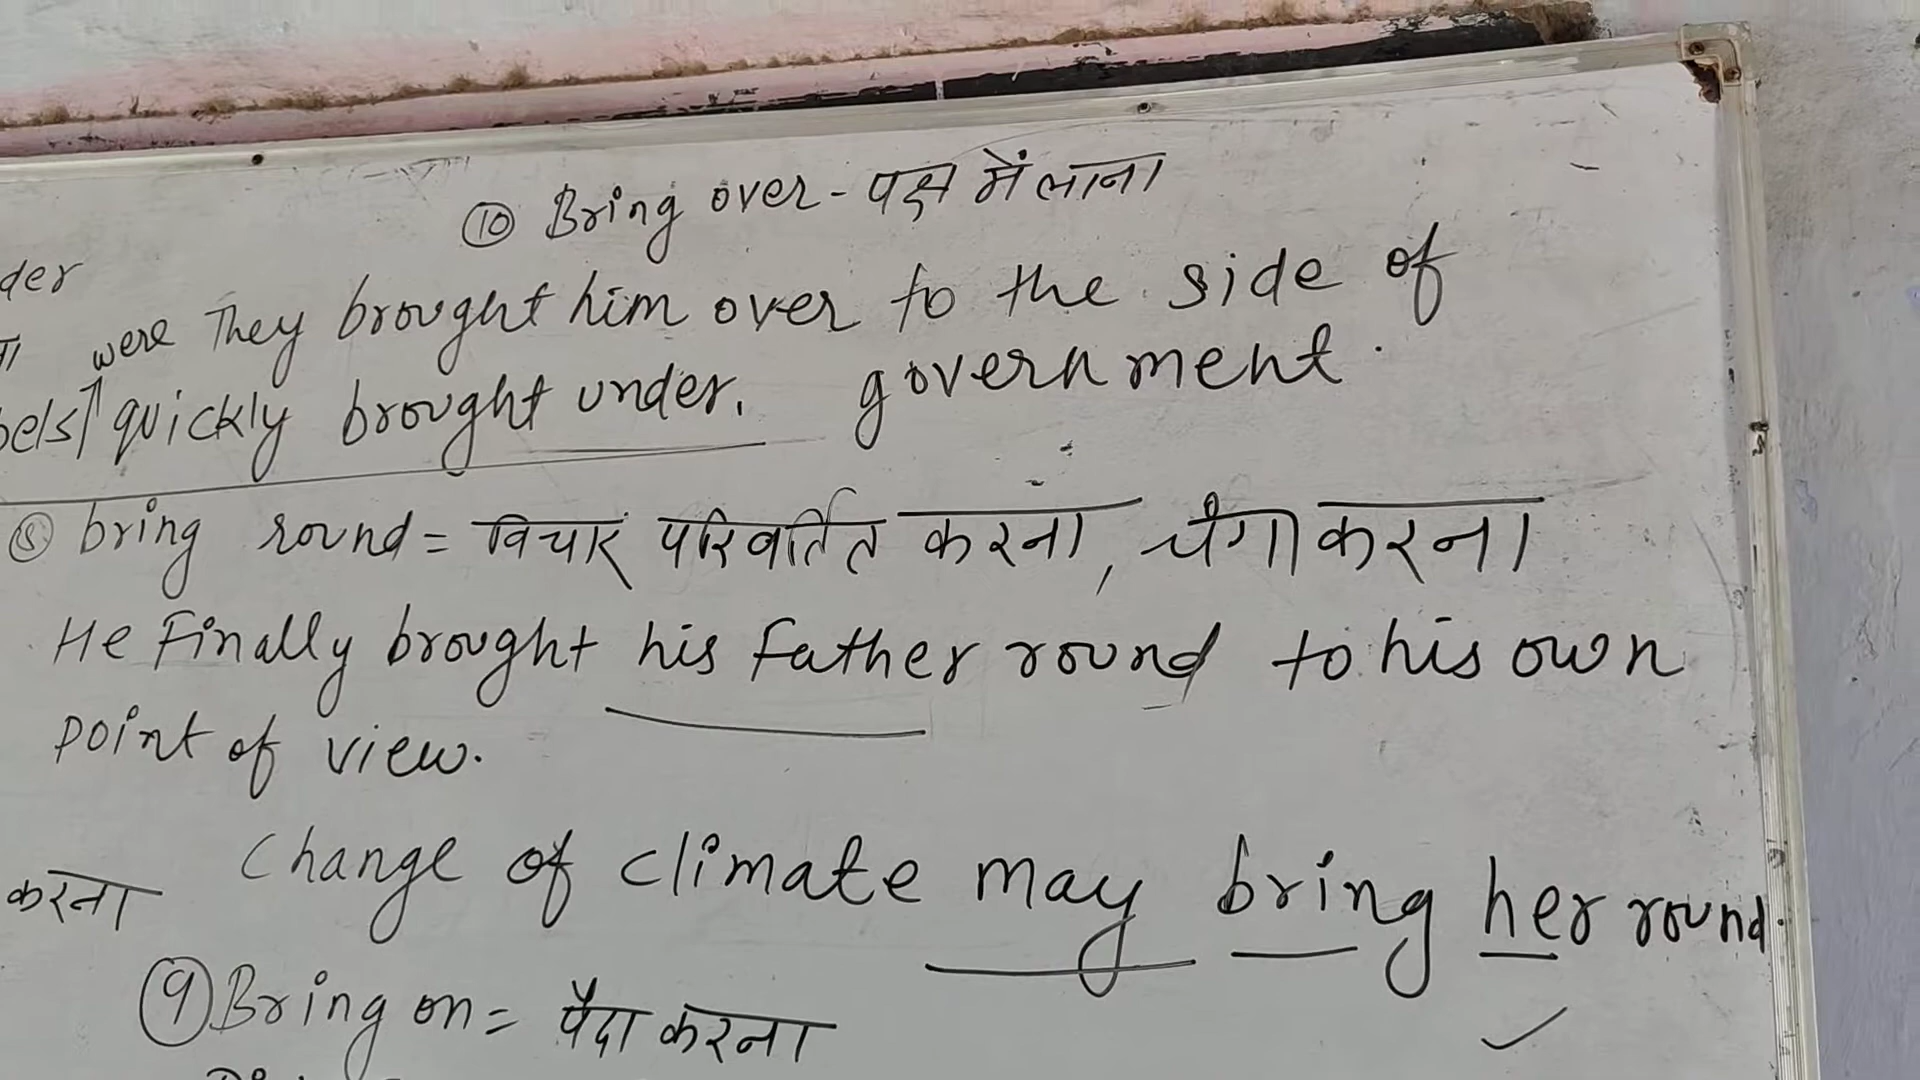 ⑩ Bring over - पक्ष में लाना
der
were They brought him over to the side of
quickly brought under. government.
⑧ bring round = विचार परिवर्तित करना, चंगा करना
He Finally brought his Father round to his own
point of view.
Change of climate may bring her round.
करना
⑨ Bring on = पैदा करना